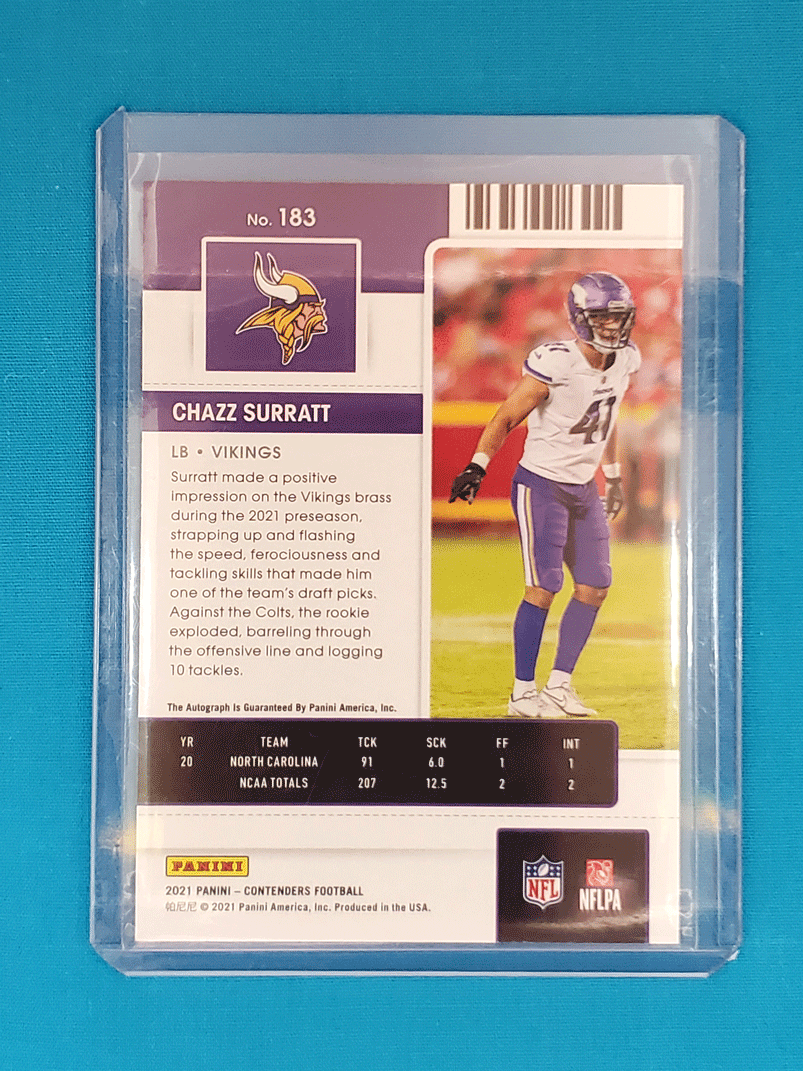 No. 183
CHAZZ SURRATT
LB • VIKINGS
Surratt made a positive
impression on the Vikings brass
during the 2021 preseason,
strapping up and flashing
the speed, ferociousness and
tackling skills that made him
one of the team's draft picks.
Against the Colts, the rookie
exploded, barreling through
the offensive line and logging
10 tackles.
41
The Autograph Is Guaranteed By Panini America, Inc.
YR TEAM TCK SCK FF INT
20 NORTH CAROLINA 91 6.0 1 1
NCAA TOTALS 207 12.5 2 2
PANINI
2021 PANINI – CONTENDERS FOOTBALL
帕尼尼 © 2021 Panini America, Inc. Produced in the USA.
NFL
NFLPA